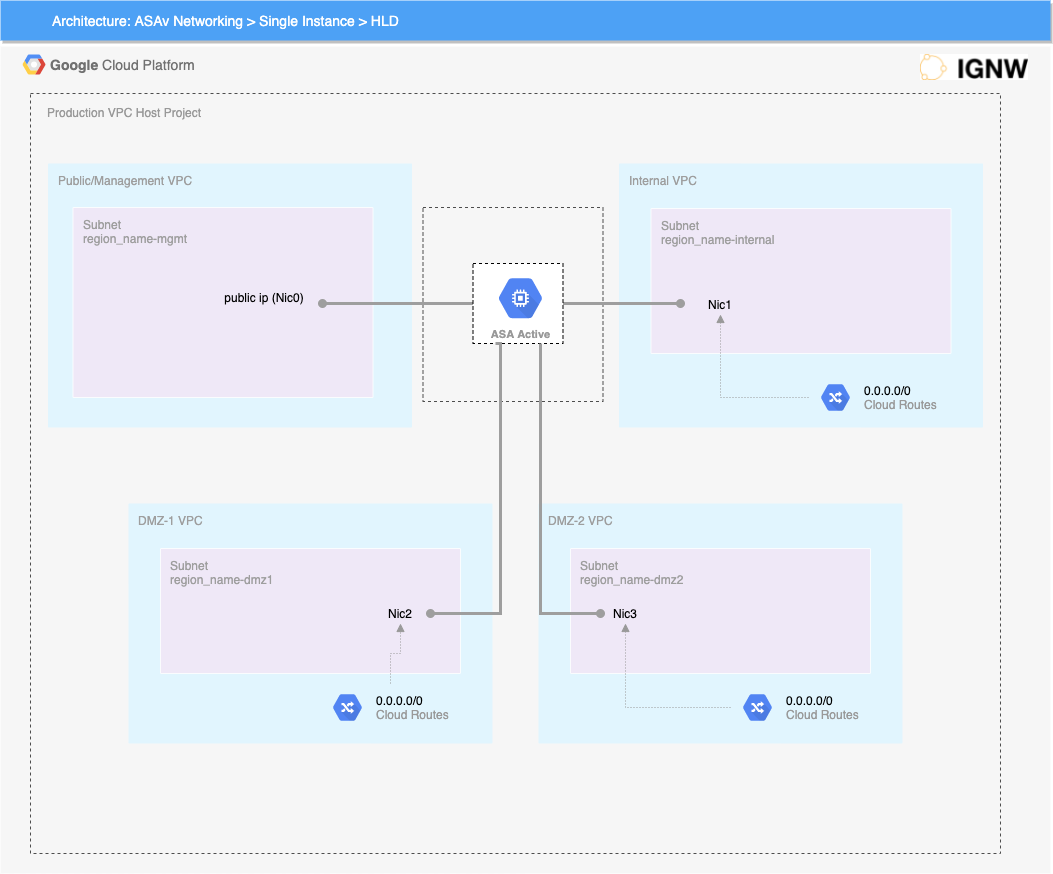 Architecture: ASAv Networking > Single Instance > HLD
Google Cloud Platform
IGNW
Production VPC Host Project
Public/Management VPC
Subnet
region_name-mgmt
public ip (Nic0)
ASA Active
Internal VPC
Subnet
region_name-internal
Nic1
0.0.0.0/0
Cloud Routes
DMZ-1 VPC
Subnet
region_name-dmz1
Nic2
0.0.0.0/0
Cloud Routes
DMZ-2 VPC
Subnet
region_name-dmz2
Nic3
0.0.0.0/0
Cloud Routes